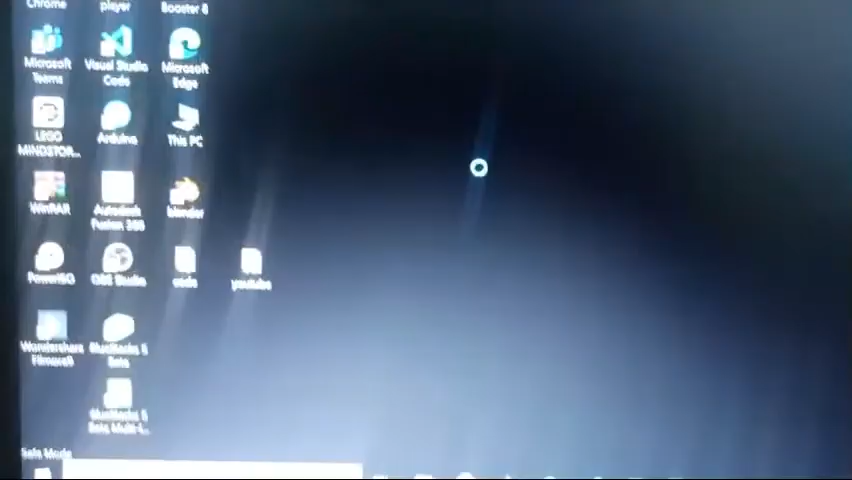 Chrome
player
Booster 8
Microsoft
Teams
Visual Studio
Code
Microsoft
Edge
LEGO
MINDSTOR...
Arduino
This PC
WinRAR
Autodesk
Fusion 360
blender
PowerISO
OBS Studio
youtube
Wondershare
Filmora9
BlueStacks 5
Beta
BlueStacks 5
Beta Multi-I...
Safe Mode